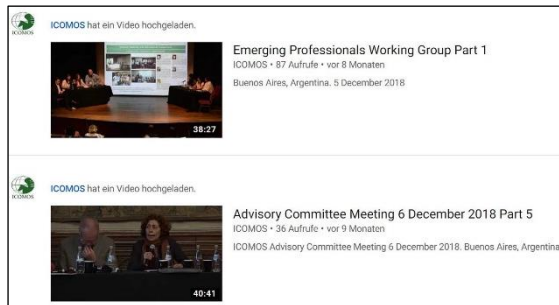 ICOMOS
ICOMOS hat ein Video hochgeladen.
38:27
Emerging Professionals Working Group Part 1
ICOMOS • 87 Aufrufe • vor 8 Monaten
Buenos Aires, Argentina. 5 December 2018
ICOMOS
ICOMOS hat ein Video hochgeladen.
40:41
Advisory Committee Meeting 6 December 2018 Part 5
ICOMOS • 36 Aufrufe • vor 9 Monaten
ICOMOS Advisory Committee Meeting 6 December 2018. Buenos Aires, Argentina